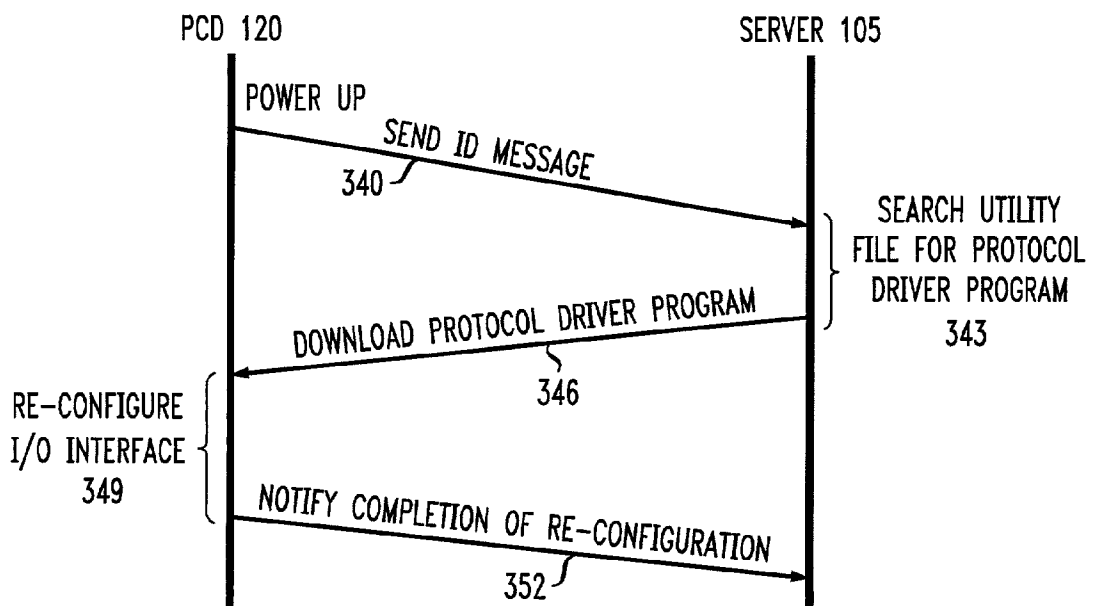 PCD 120
SERVER 105
POWER UP
SEND ID MESSAGE
340
SEARCH UTILITY
FILE FOR PROTOCOL
DRIVER PROGRAM
343
DOWNLOAD PROTOCOL DRIVER PROGRAM
346
RE-CONFIGURE
I/O INTERFACE
349
NOTIFY COMPLETION OF RE-CONFIGURATION
352